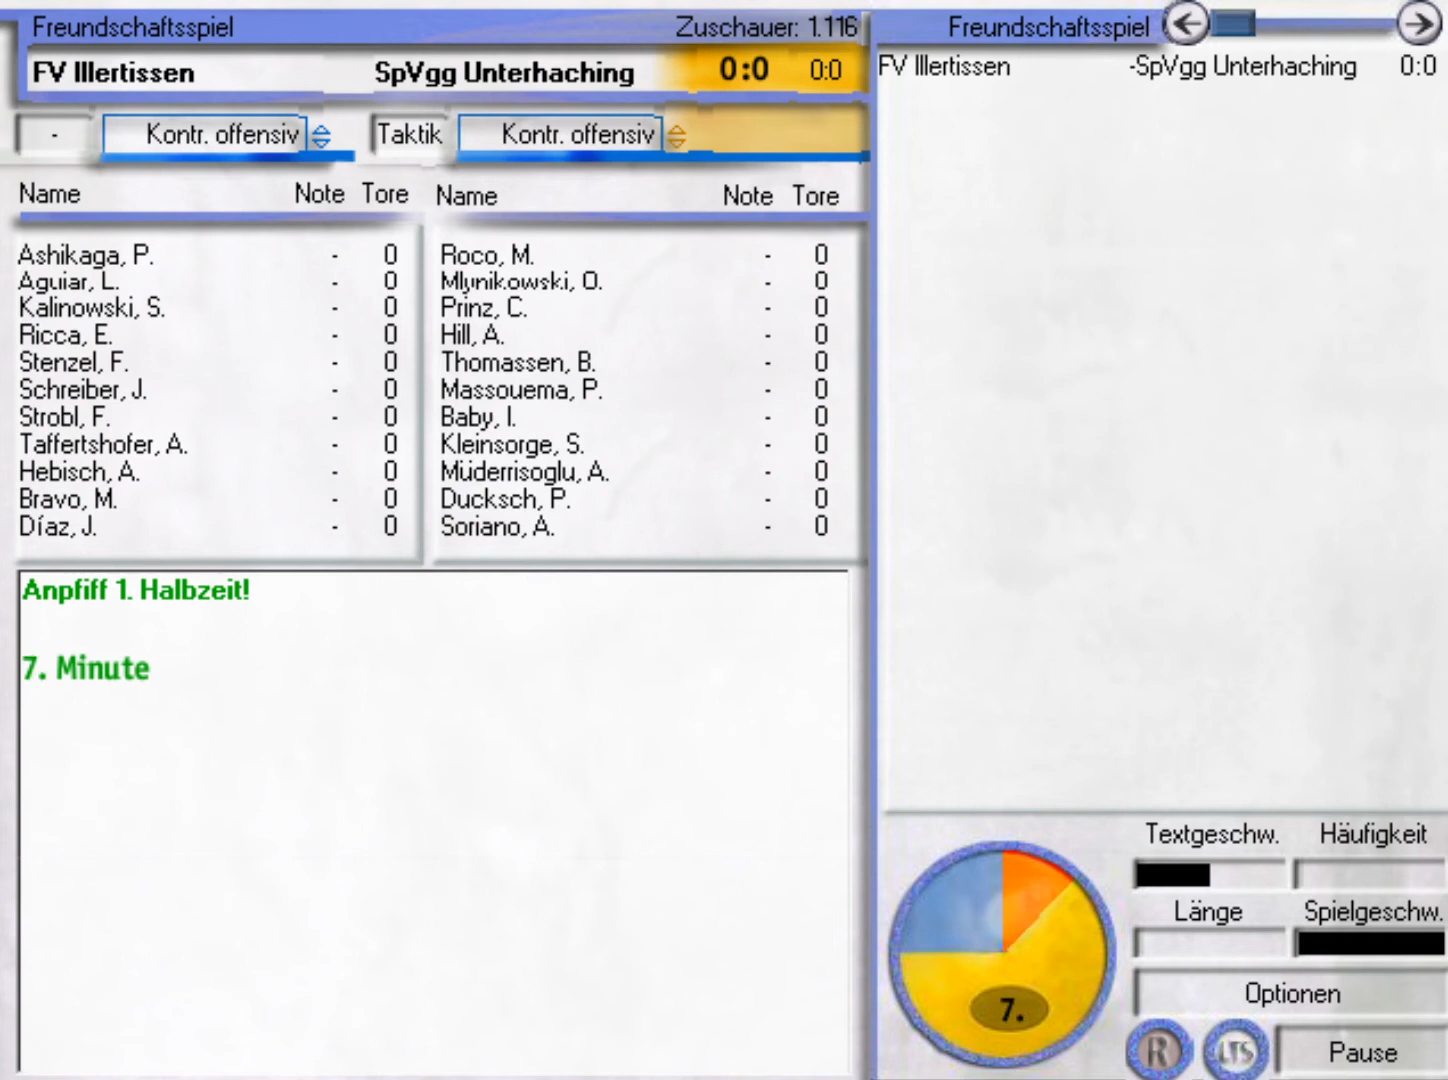 Freundschaftsspiel Zuschauer: 1.116
FV Illertissen SpVgg Unterhaching 0:0 0:0
- Kontr. offensiv Taktik Kontr. offensiv
Name Note Tore Name Note Tore
Ashikaga, P. - 0 Roco, M. - 0
Aguiar, L. - 0 Mlynikowski, O. - 0
Kalinowski, S. - 0 Prinz, C. - 0
Ricca, E. - 0 Hill, A. - 0
Stenzel, F. - 0 Thomassen, B. - 0
Schreiber, J. - 0 Massouema, P. - 0
Strobl, F. - 0 Baby, I. - 0
Taffertshofer, A. - 0 Kleinsorge, S. - 0
Hebisch, A. - 0 Müderrisoglu, A. - 0
Bravo, M. - 0 Ducksch, P. - 0
Díaz, J. - 0 Soriano, A. - 0
Anpfiff 1. Halbzeit!
7. Minute
Freundschaftsspiel
FV Illertissen -SpVgg Unterhaching 0:0
Textgeschw. Häufigkeit
Länge Spielgeschw.
7.
Optionen
R LTS Pause